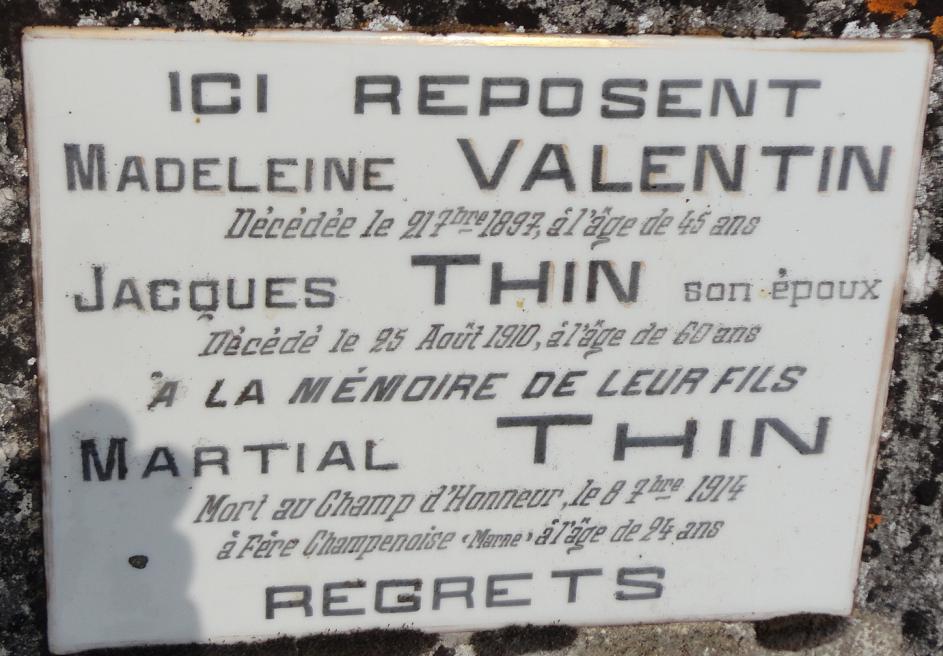 ICI REPOSENT
MADELEINE VALENTIN
Décédée le 21 7bre 1897, à l'âge de 45 ans
JACQUES THIN son époux
Décédé le 25 Août 1910, à l'âge de 60 ans
A LA MÉMOIRE DE LEUR FILS
MARTIAL THIN
Mort au Champ d'Honneur, le 8 7bre 1914
à Fére Champenoise "Marne" à l'âge de 24 ans
REGRETS